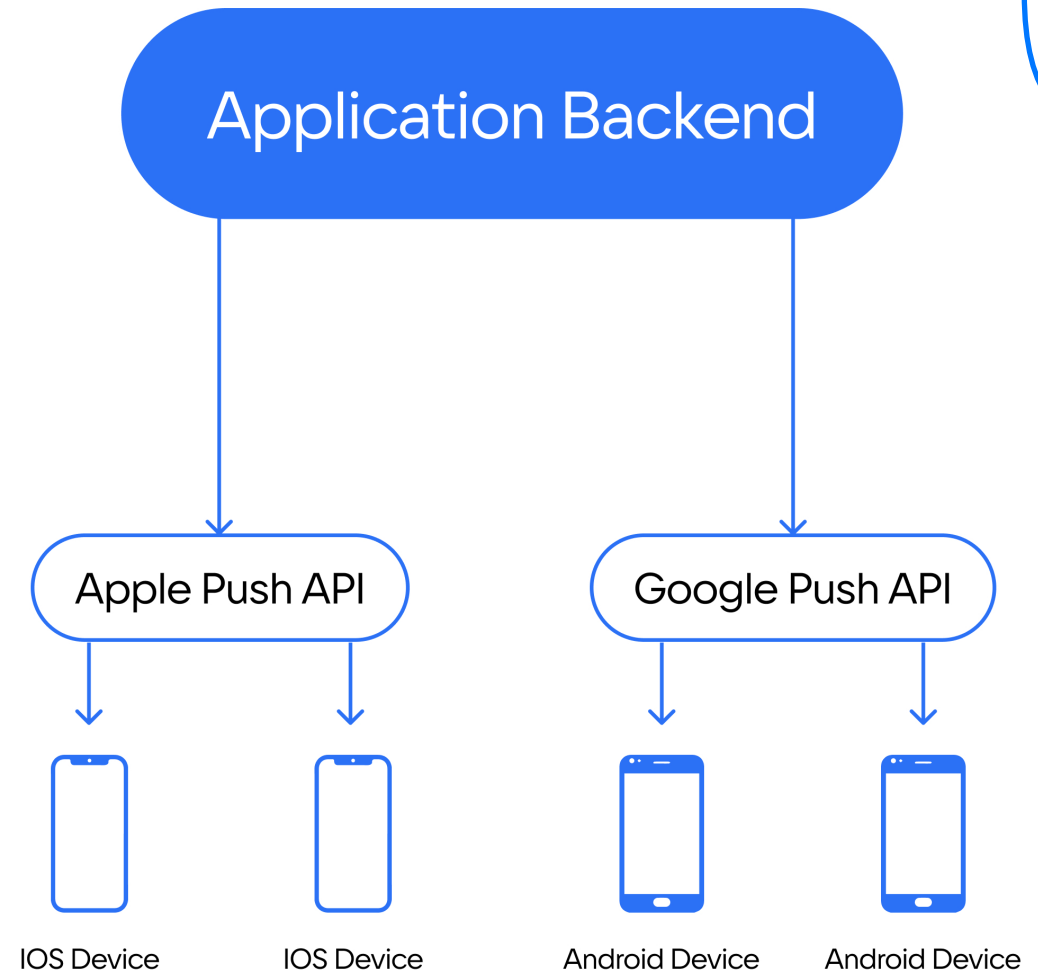 Application Backend
Apple Push API
Google Push API
IOS Device
IOS Device
Android Device
Android Device